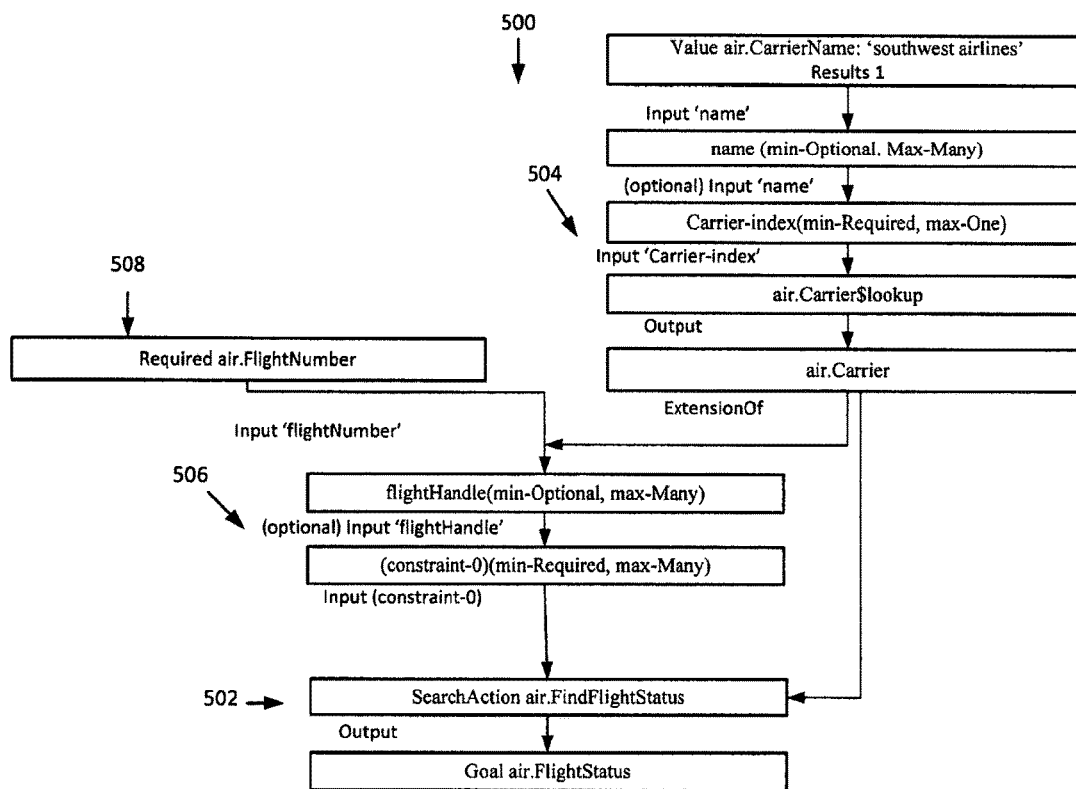 500
Value air.CarrierName: ‘southwest airlines’
Results 1
Input ‘name’
name (min-Optional. Max-Many)
504
(optional) Input ‘name’
Carrier-index(min-Required, max-One)
Input ‘Carrier-index’
508
air.Carrier$lookup
Output
Required air.FlightNumber
air.Carrier
ExtensionOf
Input ‘flightNumber’
506
flightHandle(min-Optional, max-Many)
(optional) Input ‘flightHandle’
(constraint-0)(min-Required, max-Many)
Input (constraint-0)
502
SearchAction air.FindFlightStatus
Output
Goal air.FlightStatus